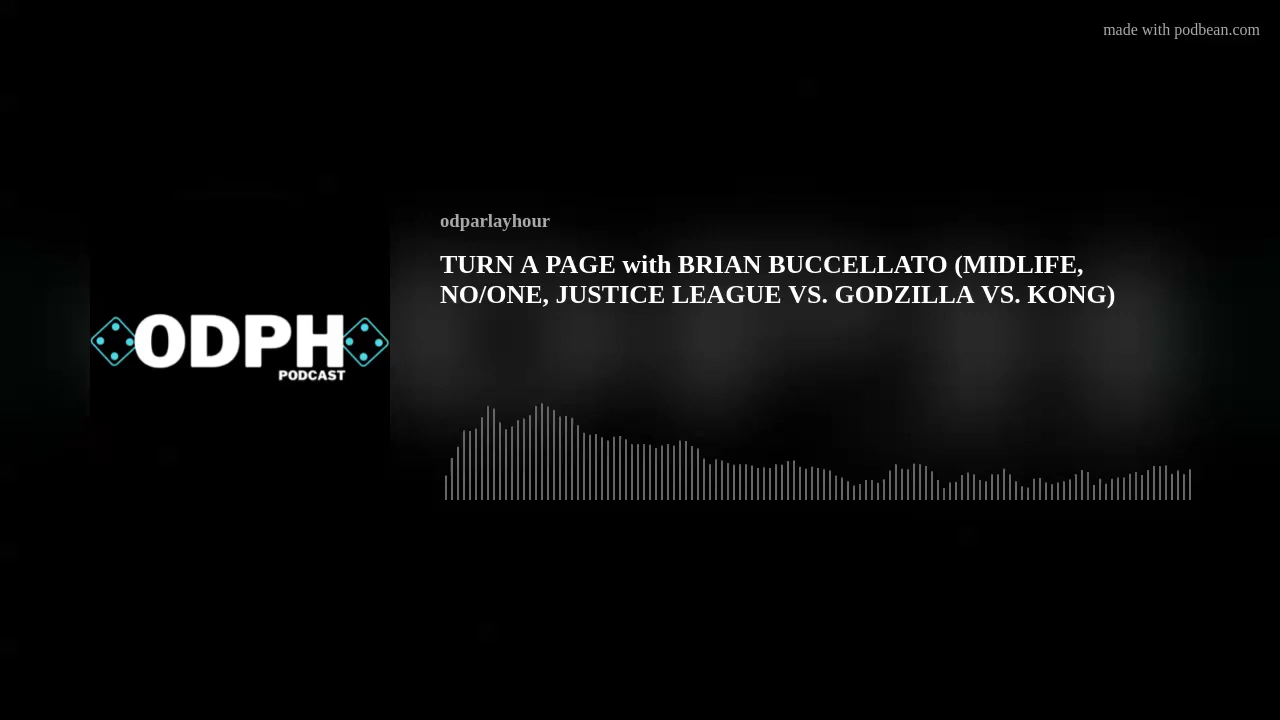 made with podbean.com
odparlayhour
TURN A PAGE with BRIAN BUCCELLATO (MIDLIFE,
NO/ONE, JUSTICE LEAGUE VS. GODZILLA VS. KONG)
ODPH
PODCAST